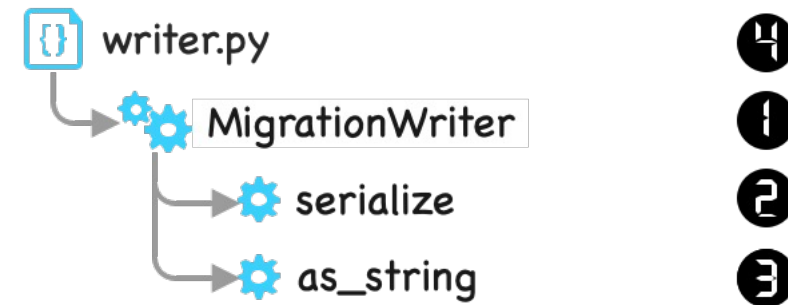 {} writer.py 4
MigrationWriter 1
serialize 2
as_string 3